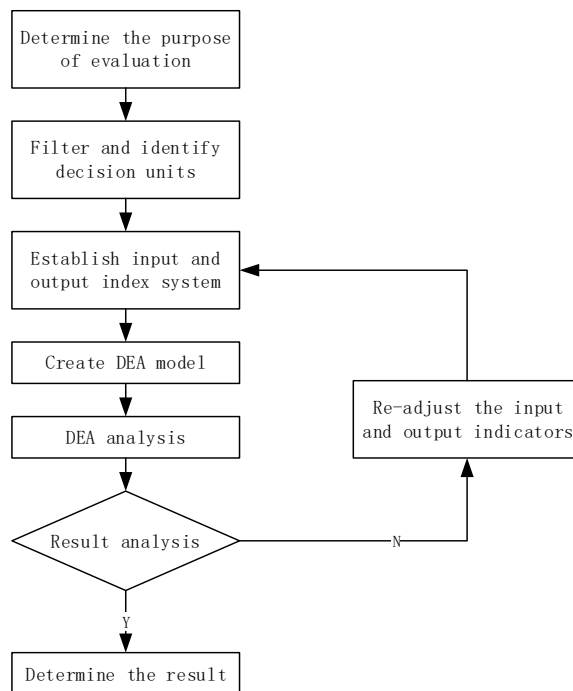 Determine the purpose
of evaluation
Filter and identify
decision units
Establish input and
output index system
Create DEA model
Re-adjust the input
and output indicators
DEA analysis
Result analysis
N
Y
Determine the result